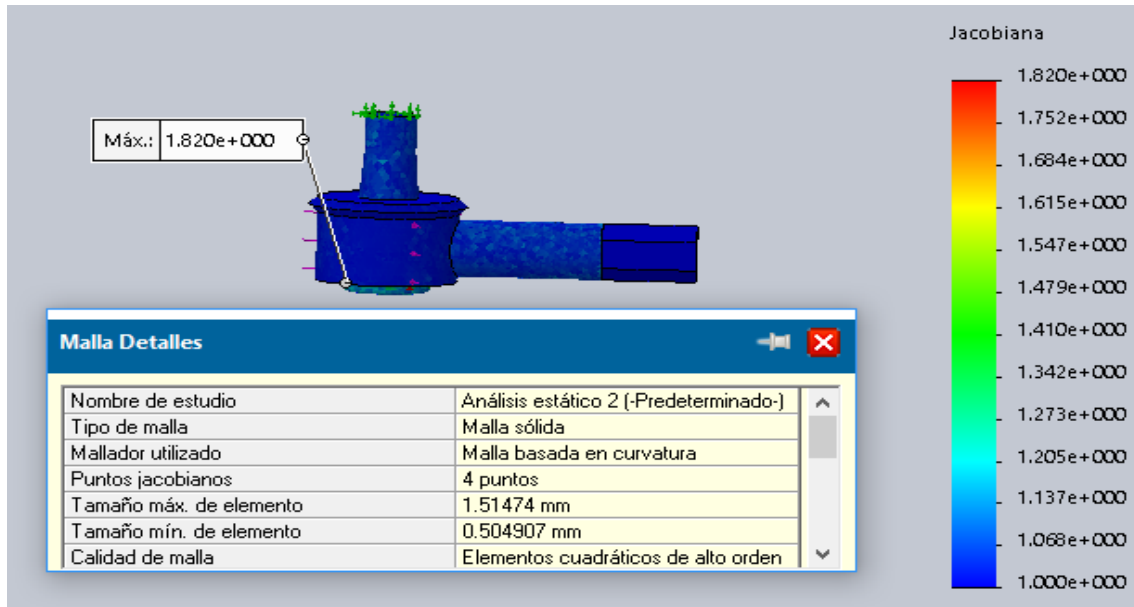 Jacobiana
1.820e+000
1.752e+000
1.684e+000
1.615e+000
1.547e+000
1.479e+000
1.410e+000
1.342e+000
1.273e+000
1.205e+000
1.137e+000
1.068e+000
1.000e+000
Máx.: 1.820e+000
Malla Detalles
Nombre de estudio Análisis estático 2 (-Predeterminado-)
Tipo de malla Malla sólida
Mallador utilizado Malla basada en curvatura
Puntos jacobianos 4 puntos
Tamaño máx. de elemento 1.51474 mm
Tamaño mín. de elemento 0.504907 mm
Calidad de malla Elementos cuadráticos de alto orden